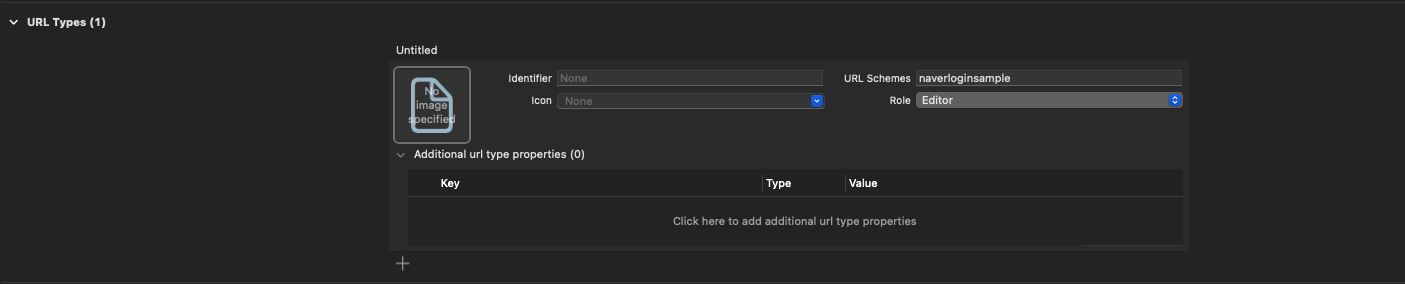 URL Types (1)
Untitled
No image specified
Identifier None
URL Schemes naverloginsample
Icon None
Role Editor
Additional url type properties (0)
Key Type Value
Click here to add additional url type properties